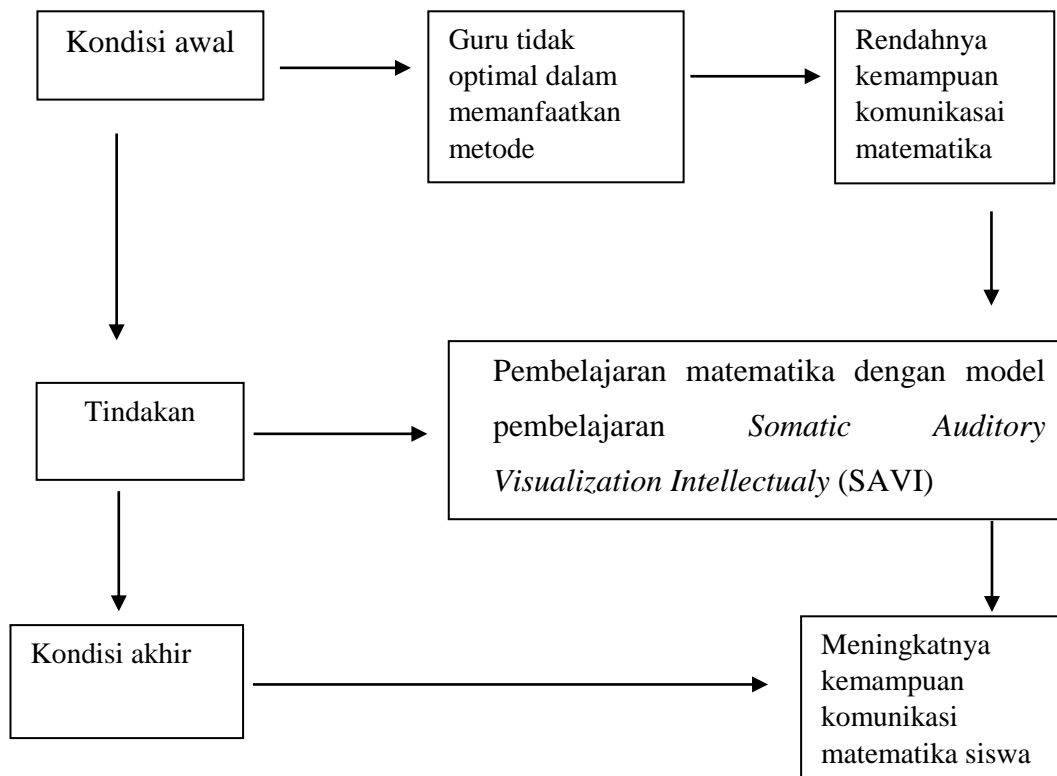 Kondisi awal
Guru tidak
optimal dalam
memanfaatkan
metode
Rendahnya
kemampuan
komunikasai
matematika
Tindakan
Pembelajaran matematika dengan model
pembelajaran Somatic Auditory
Visualization Intellectualy (SAVI)
Kondisi akhir
Meningkatnya
kemampuan
komunikasi
matematika siswa